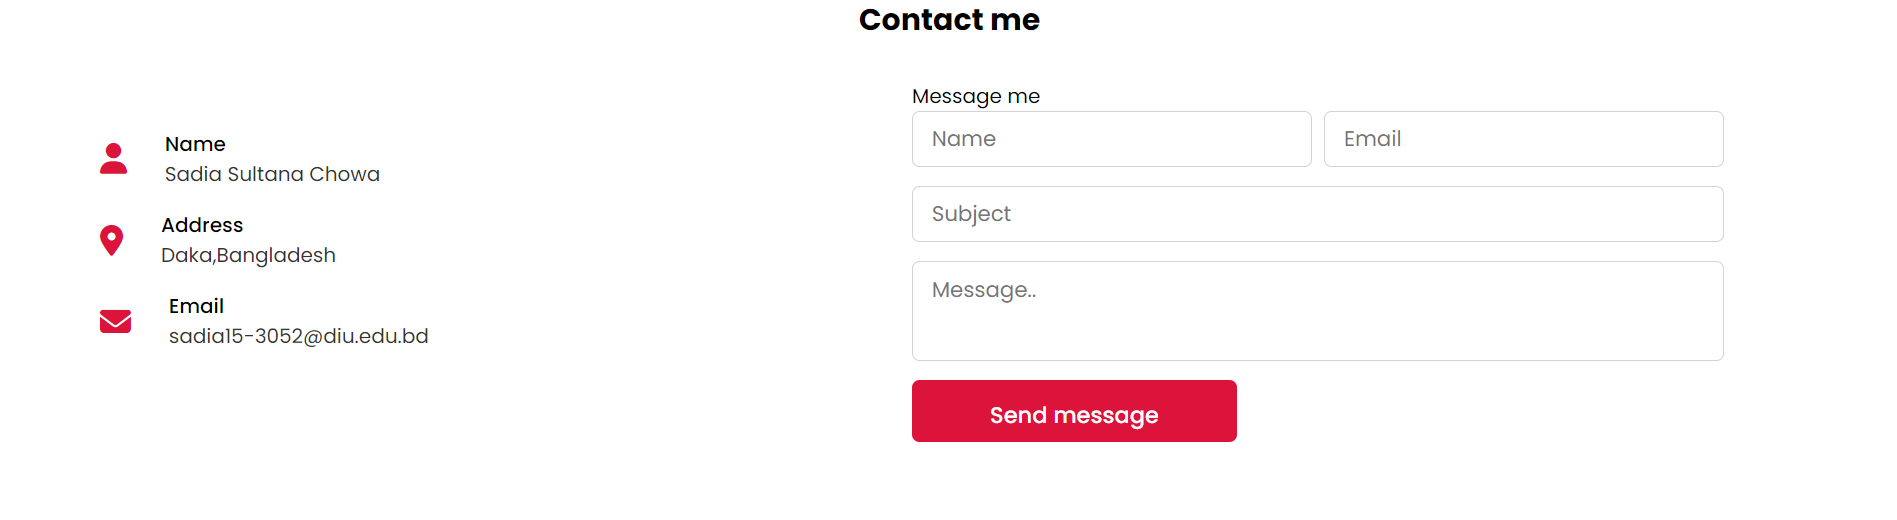 Contact me
Name
Sadia Sultana Chowa
Address
Daka,Bangladesh
Email
sadia15-3052@diu.edu.bd
Message me
Name
Email
Subject
Message..
Send message